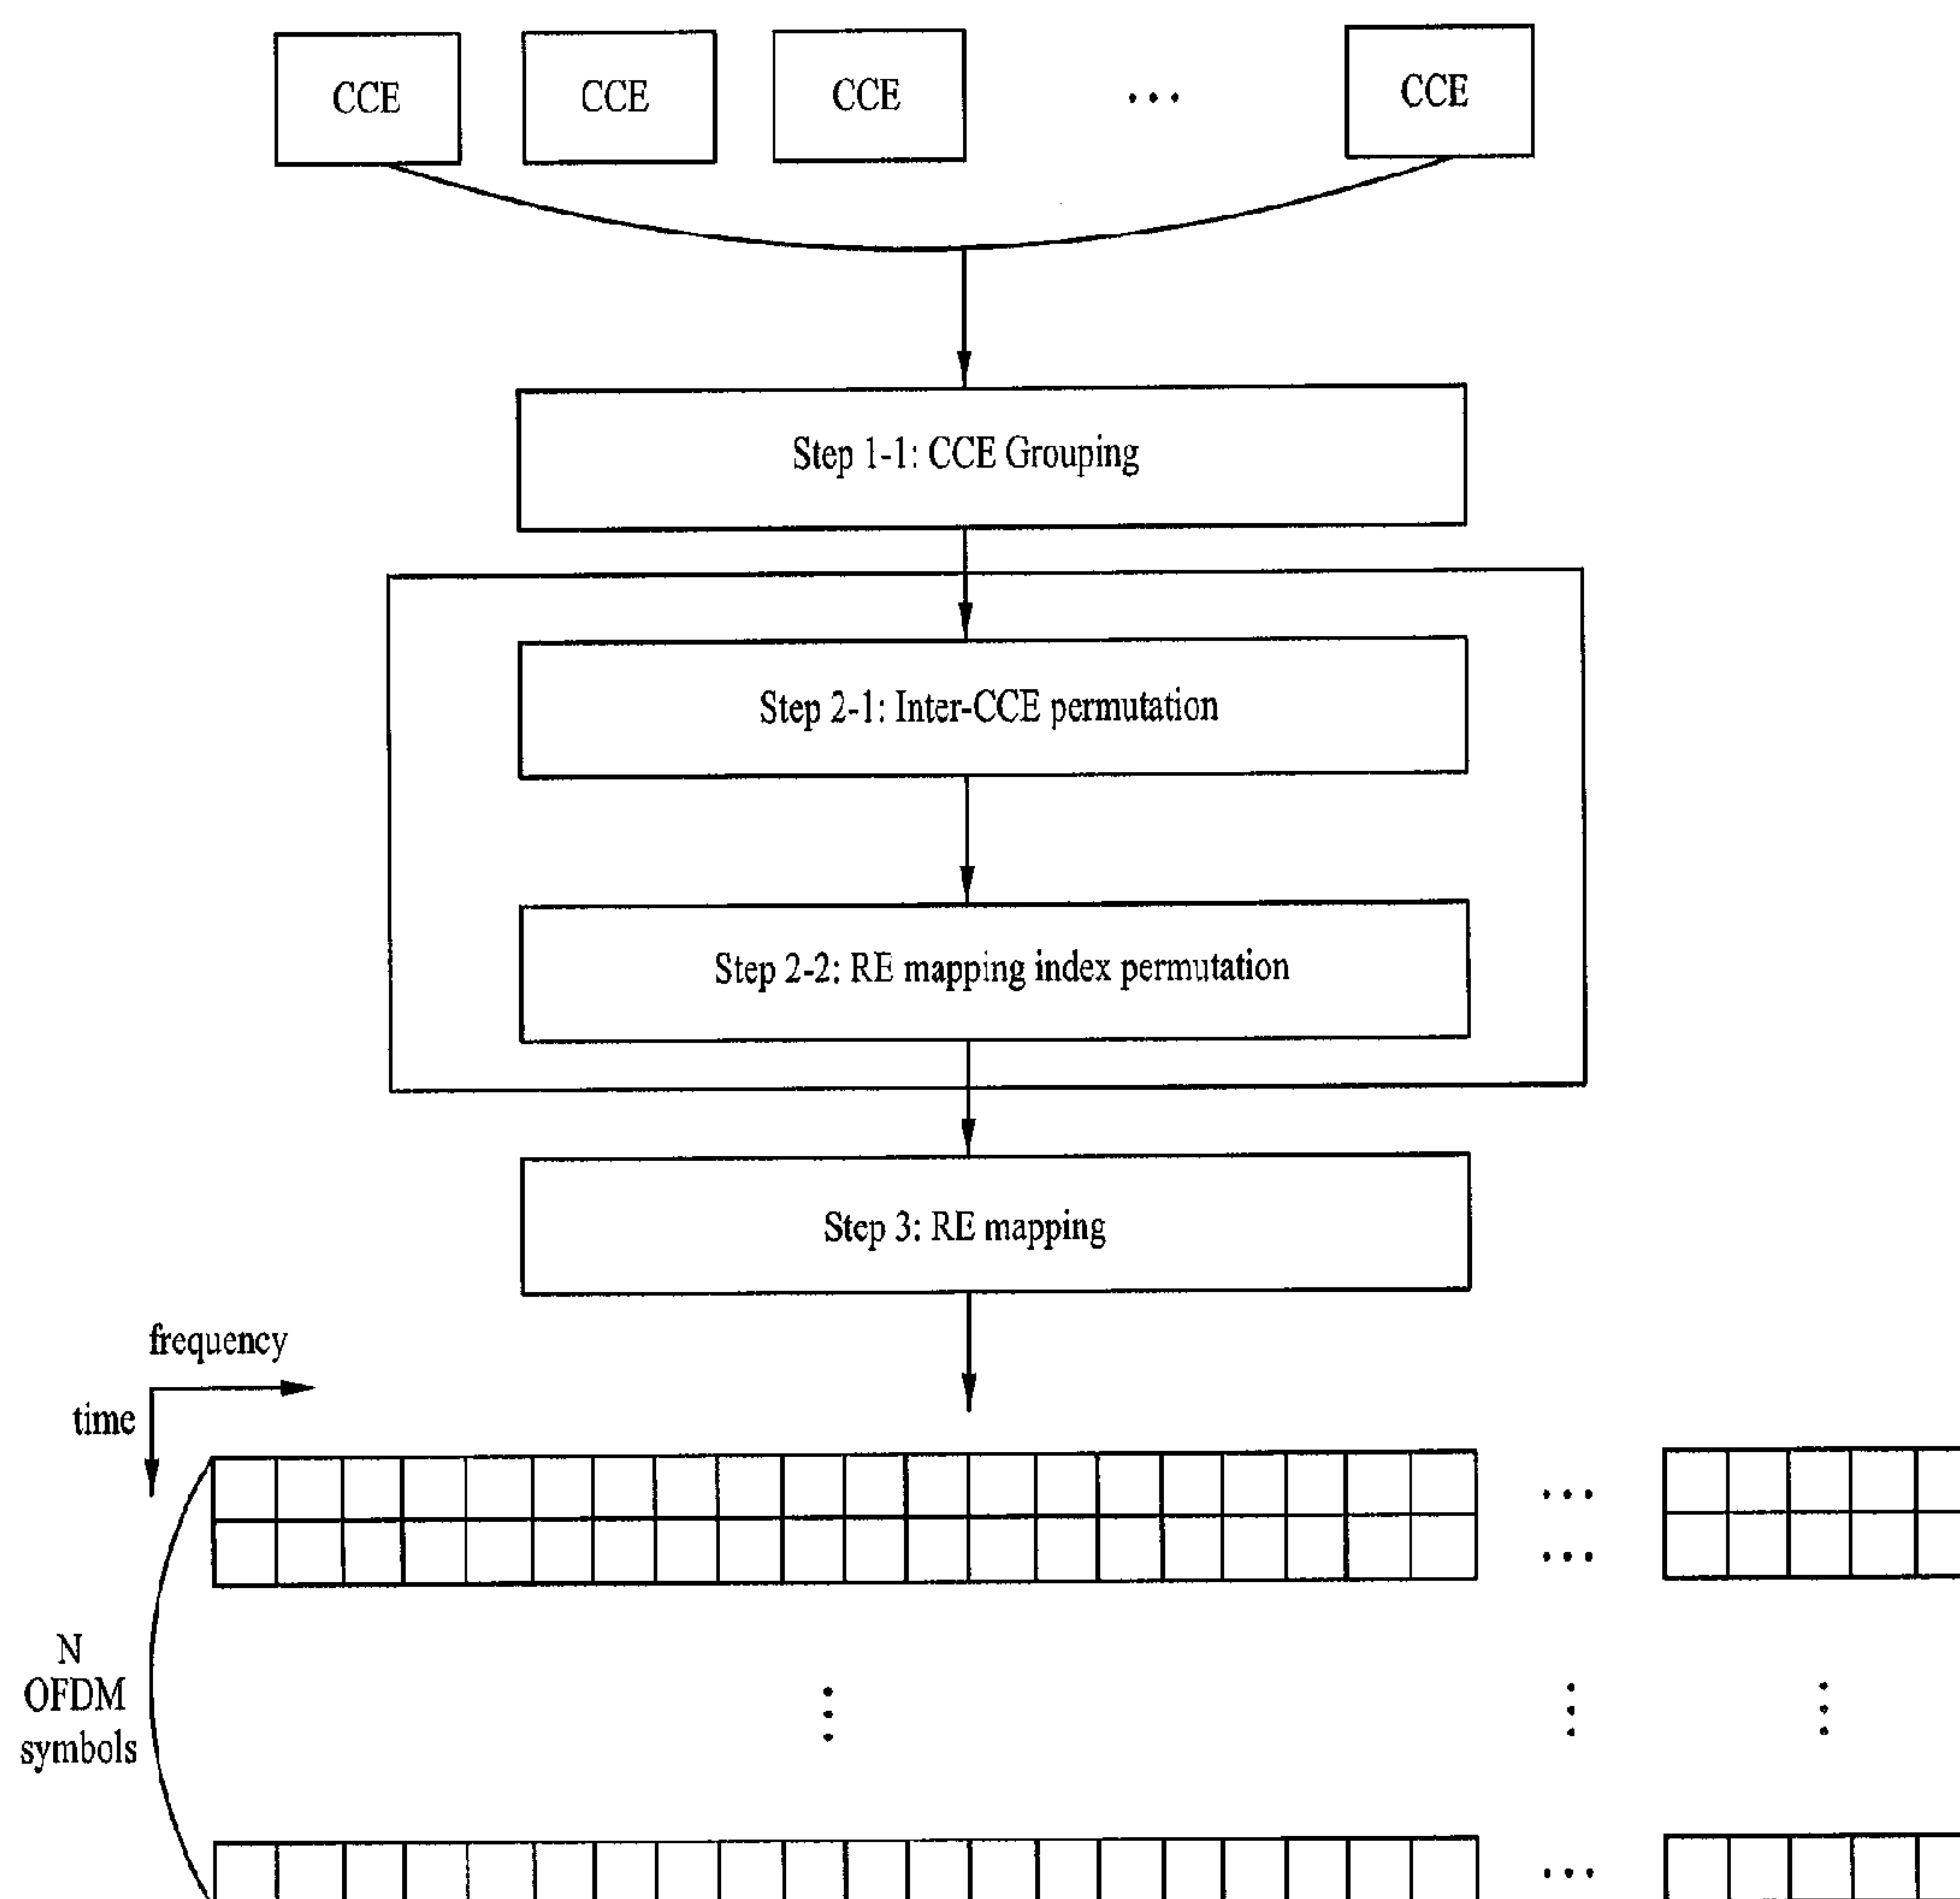 CCE CCE CCE ... CCE
Step 1-1: CCE Grouping
Step 2-1: Inter-CCE permutation
Step 2-2: RE mapping index permutation
Step 3: RE mapping
frequency
time
...
...
N
OFDM
symbols
...